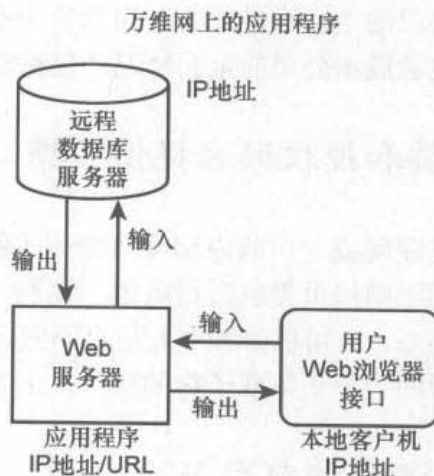 万维网上的应用程序
IP地址
远程
数据库
服务器
输出
输入
Web
服务器
输入
输出
用户
Web浏览器
接口
应用程序
IP地址/URL
本地客户机
IP地址